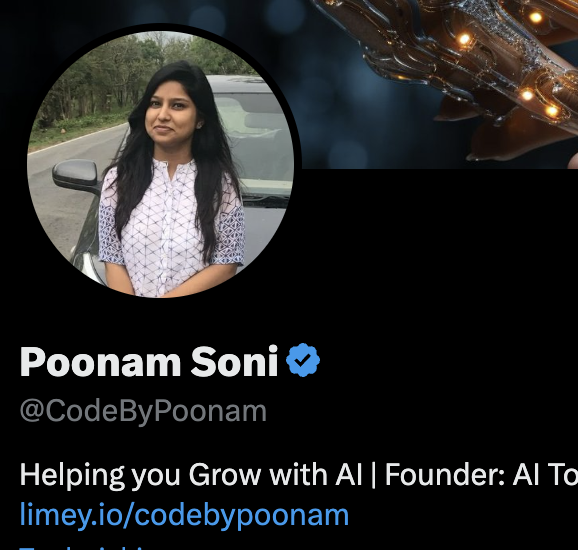 Poonam Soni
@CodeByPoonam
Helping you Grow with AI | Founder: AI To
limey.io/codebypoonam